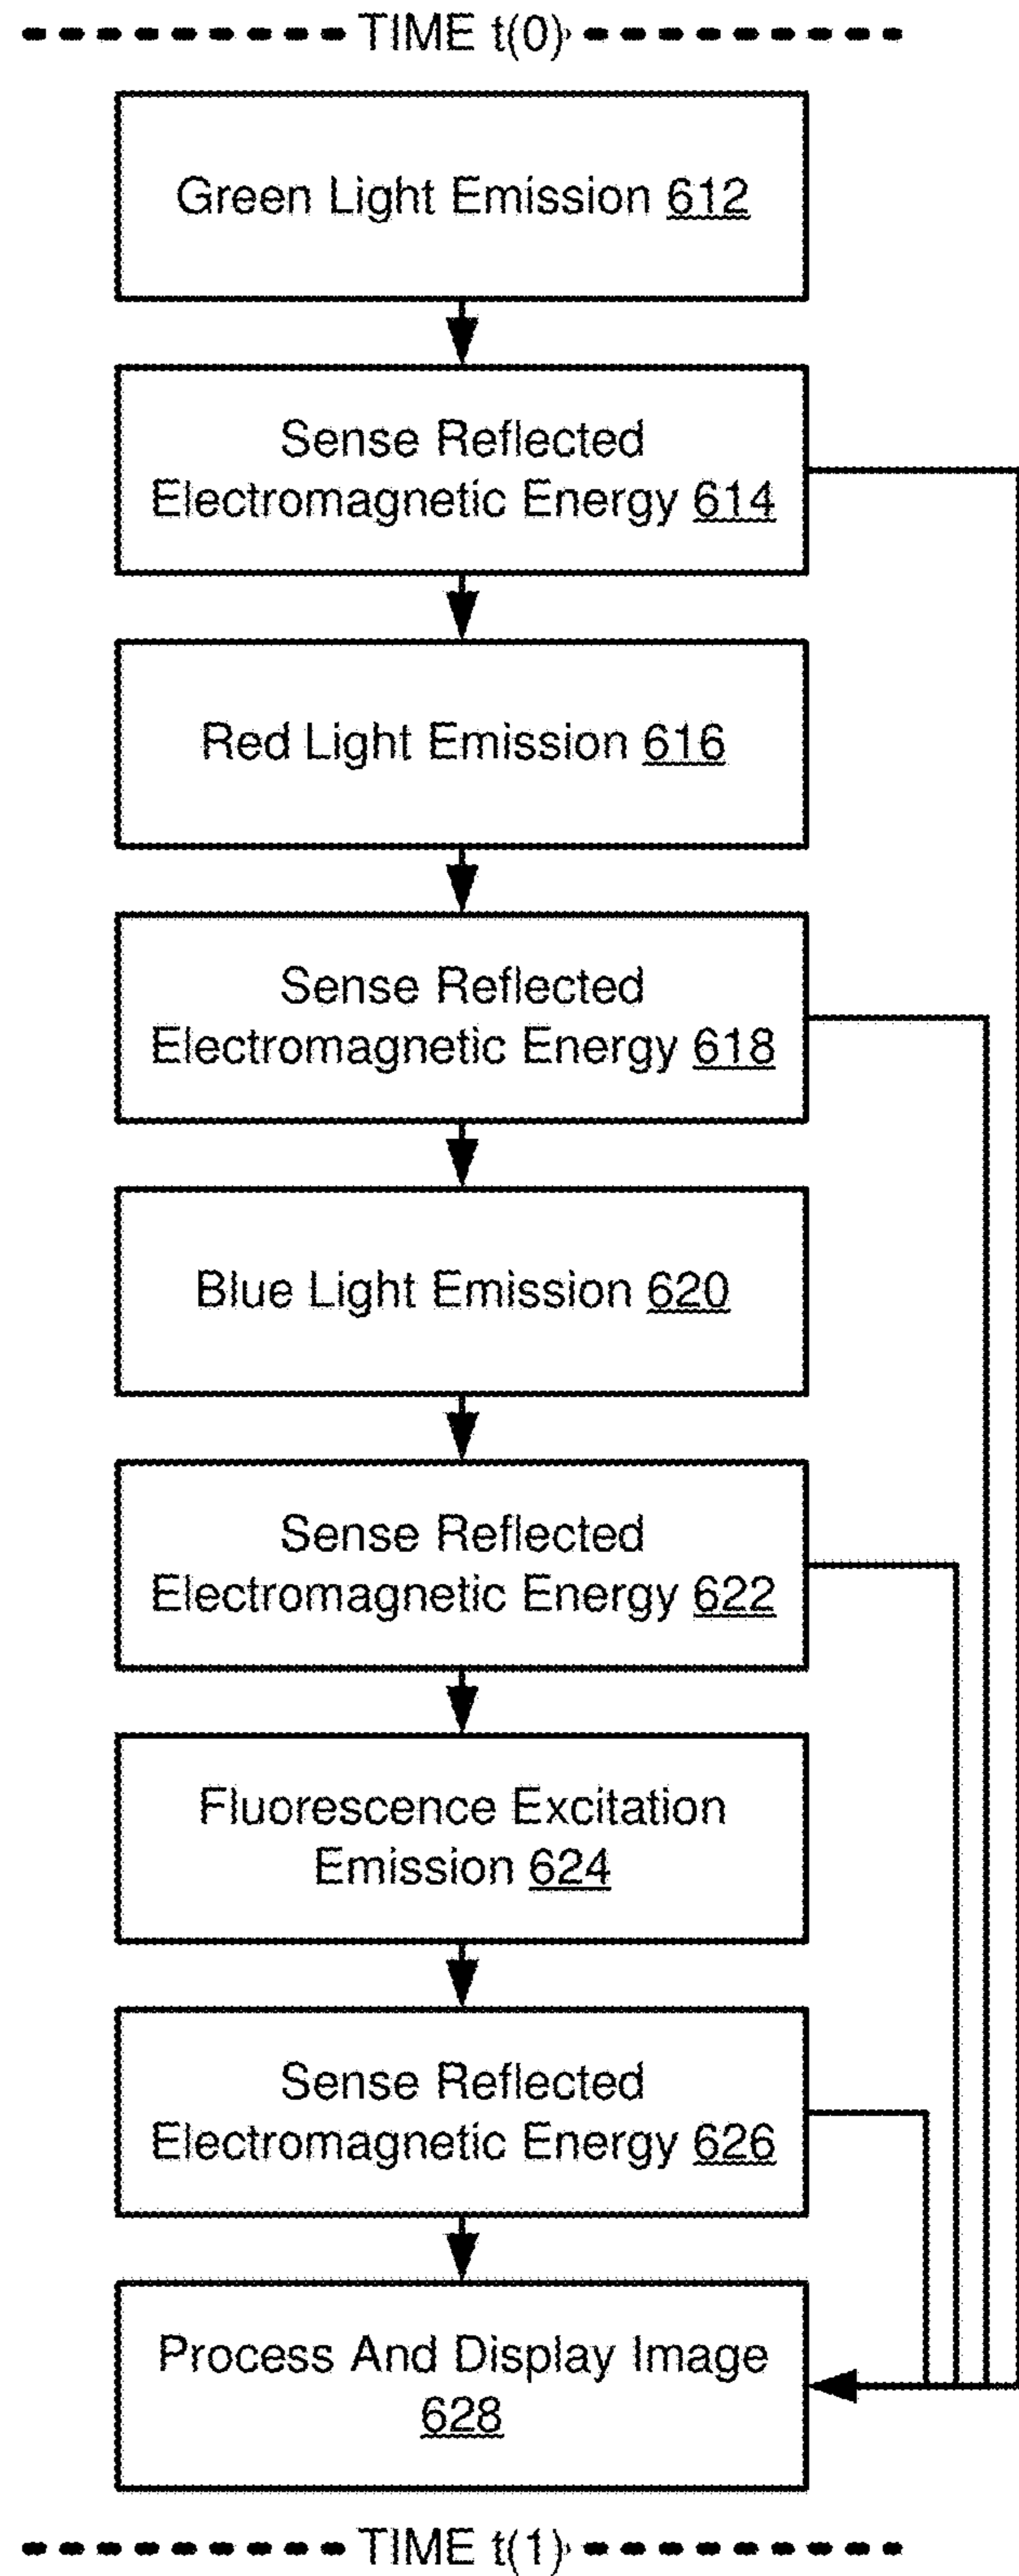 TIME t(0)
Green Light Emission 612
Sense Reflected
Electromagnetic Energy 614
Red Light Emission 616
Sense Reflected
Electromagnetic Energy 618
Blue Light Emission 620
Sense Reflected
Electromagnetic Energy 622
Fluorescence Excitation
Emission 624
Sense Reflected
Electromagnetic Energy 626
Process And Display Image
628
TIME t(1)